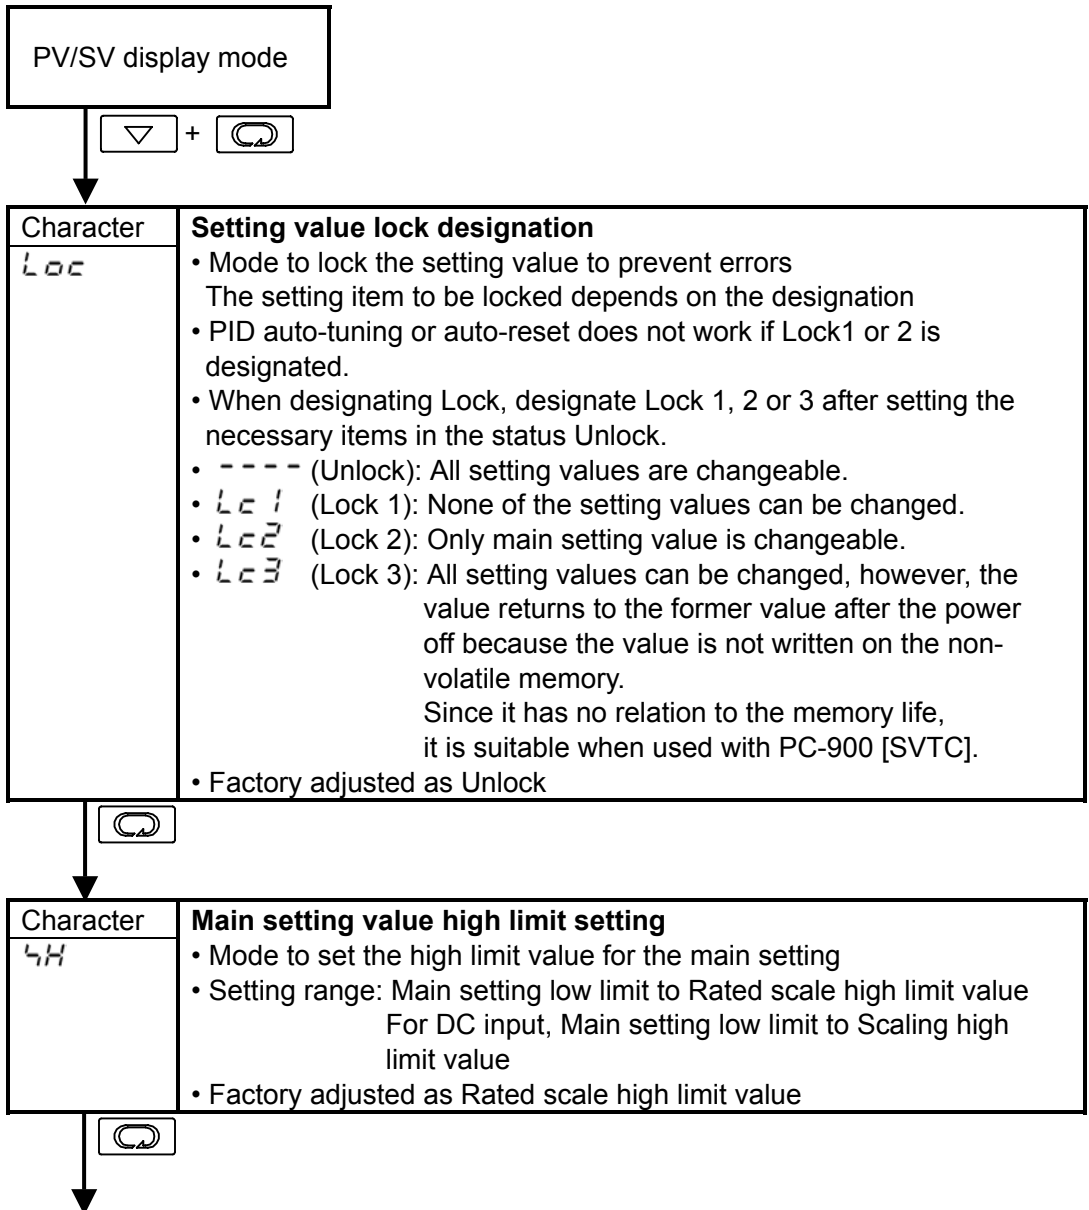 PV/SV display mode
+
Character
Setting value lock designation
Loc
• Mode to lock the setting value to prevent errors
The setting item to be locked depends on the designation
• PID auto-tuning or auto-reset does not work if Lock1 or 2 is
designated.
• When designating Lock, designate Lock 1, 2 or 3 after setting the
necessary items in the status Unlock.
• ---- (Unlock): All setting values are changeable.
• Lc1 (Lock 1): None of the setting values can be changed.
• Lc2 (Lock 2): Only main setting value is changeable.
• Lc3 (Lock 3): All setting values can be changed, however, the
value returns to the former value after the power
off because the value is not written on the non-
volatile memory.
Since it has no relation to the memory life,
it is suitable when used with PC-900 [SVTC].
• Factory adjusted as Unlock
Character
Main setting value high limit setting
SH
• Mode to set the high limit value for the main setting
• Setting range: Main setting low limit to Rated scale high limit value
For DC input, Main setting low limit to Scaling high
limit value
• Factory adjusted as Rated scale high limit value